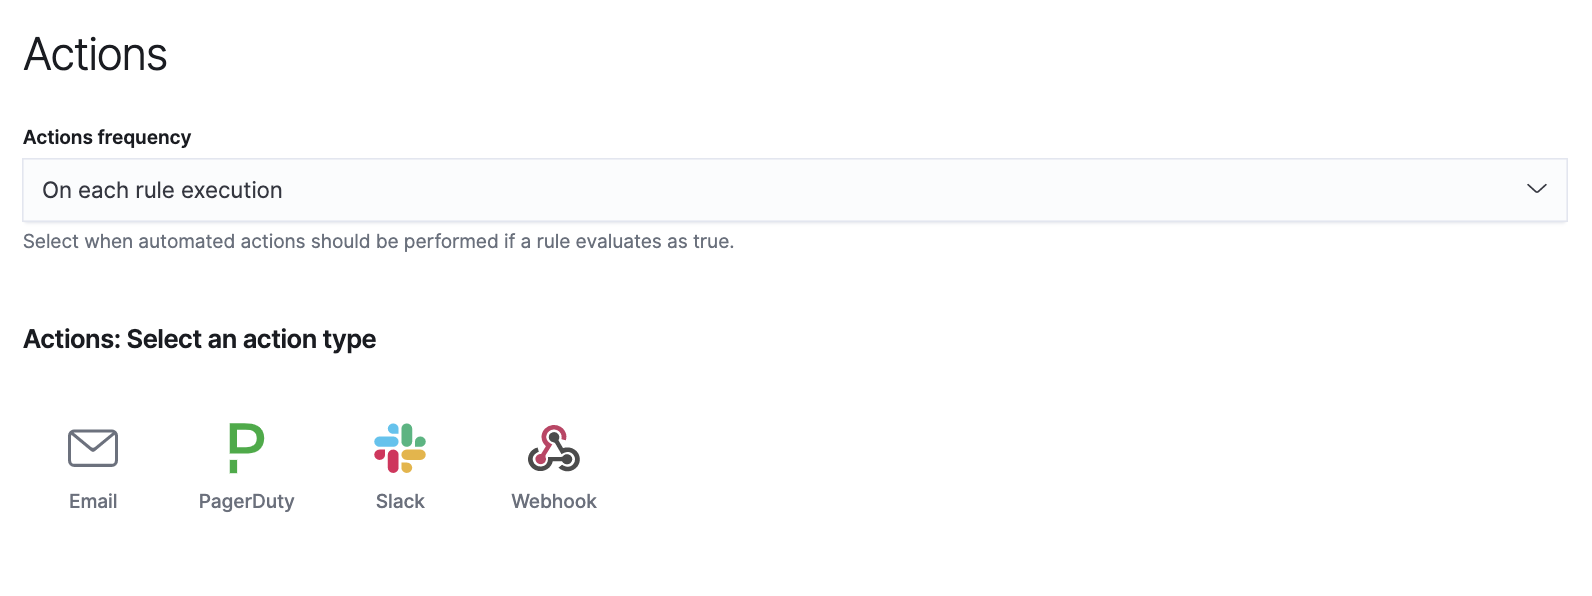 Actions
Actions frequency
On each rule execution
Select when automated actions should be performed if a rule evaluates as true.
Actions: Select an action type
Email PagerDuty Slack Webhook